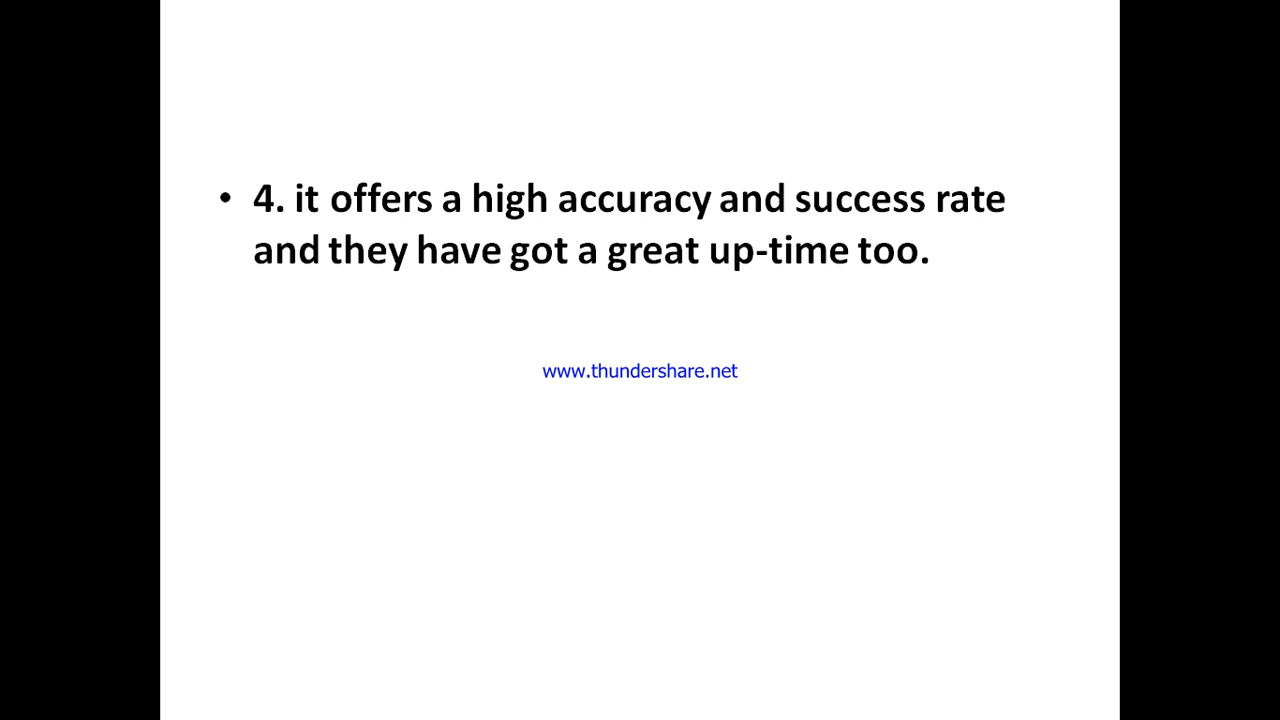 • 4. it offers a high accuracy and success rate
and they have got a great up-time too.
www.thundershare.net